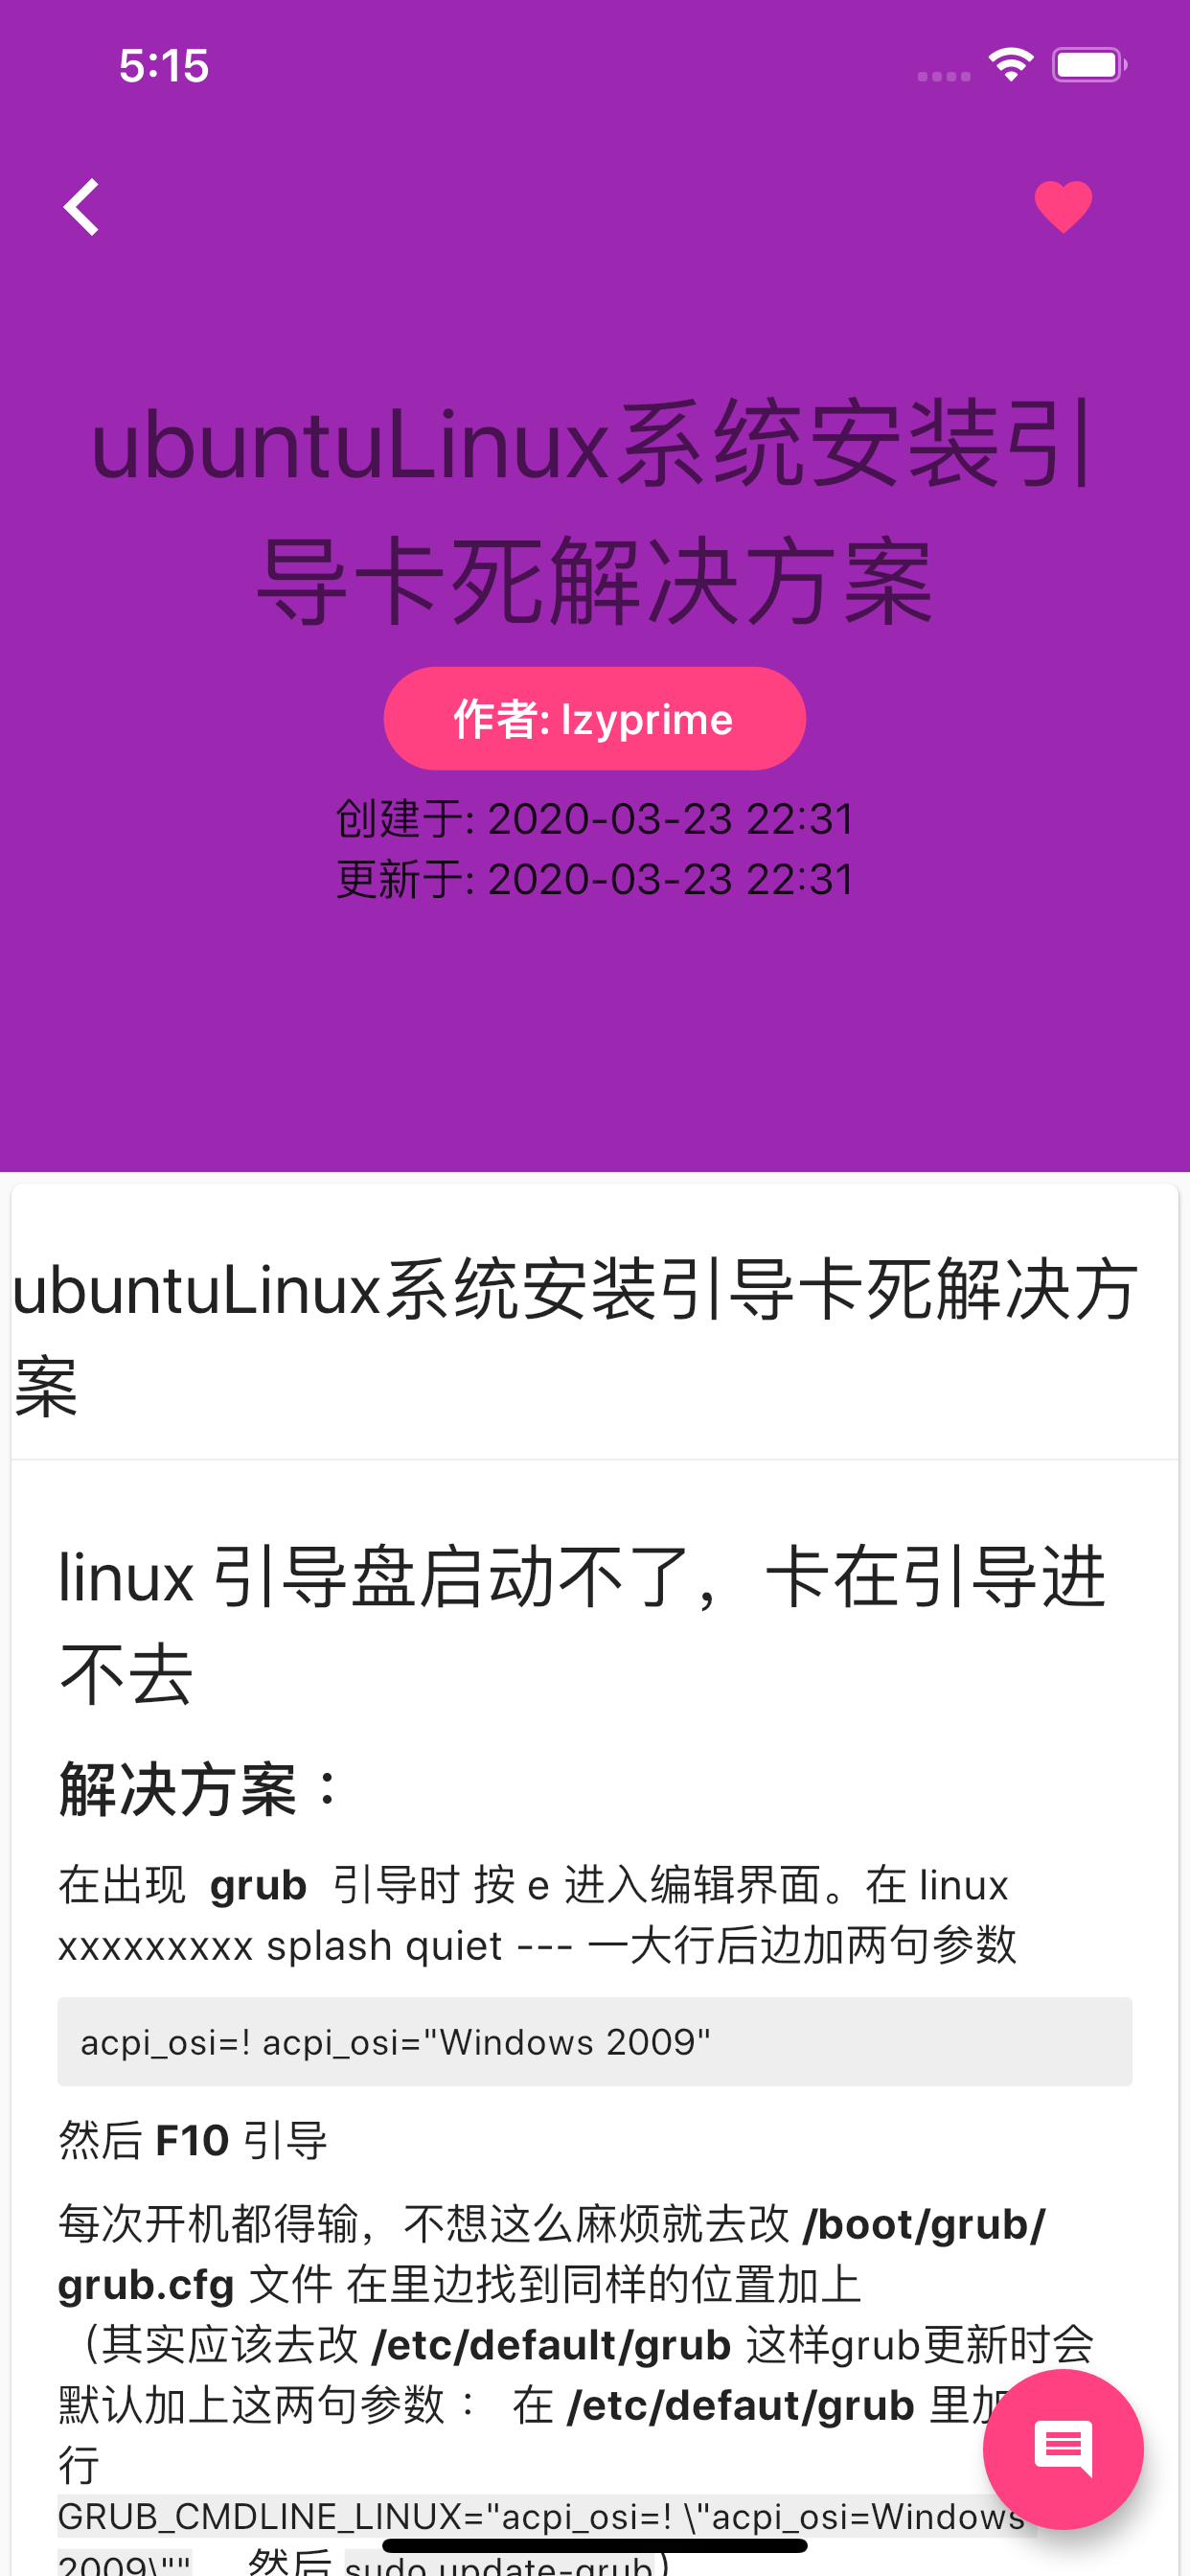 5:15
ubuntuLinux系统安装引
导卡死解决方案
作者: lzyprime
创建于: 2020-03-23 22:31
更新于: 2020-03-23 22:31
ubuntuLinux系统安装引导卡死解决方
案
linux 引导盘启动不了，卡在引导进
不去
解决方案：
在出现 grub 引导时 按 e 进入编辑界面。在 linux
xxxxxxxxx splash quiet --- 一大行后边加两句参数
acpi_osi=! acpi_osi="Windows 2009"
然后 F10 引导
每次开机都得输，不想这么麻烦就去改 /boot/grub/
grub.cfg 文件 在里边找到同样的位置加上
（其实应该去改 /etc/default/grub 这样grub更新时会
默认加上这两句参数： 在 /etc/defaut/grub 里加
行
GRUB_CMDLINE_LINUX="acpi_osi=! \"acpi_osi=Windows
2009\"" 然后 sudo update-grub）